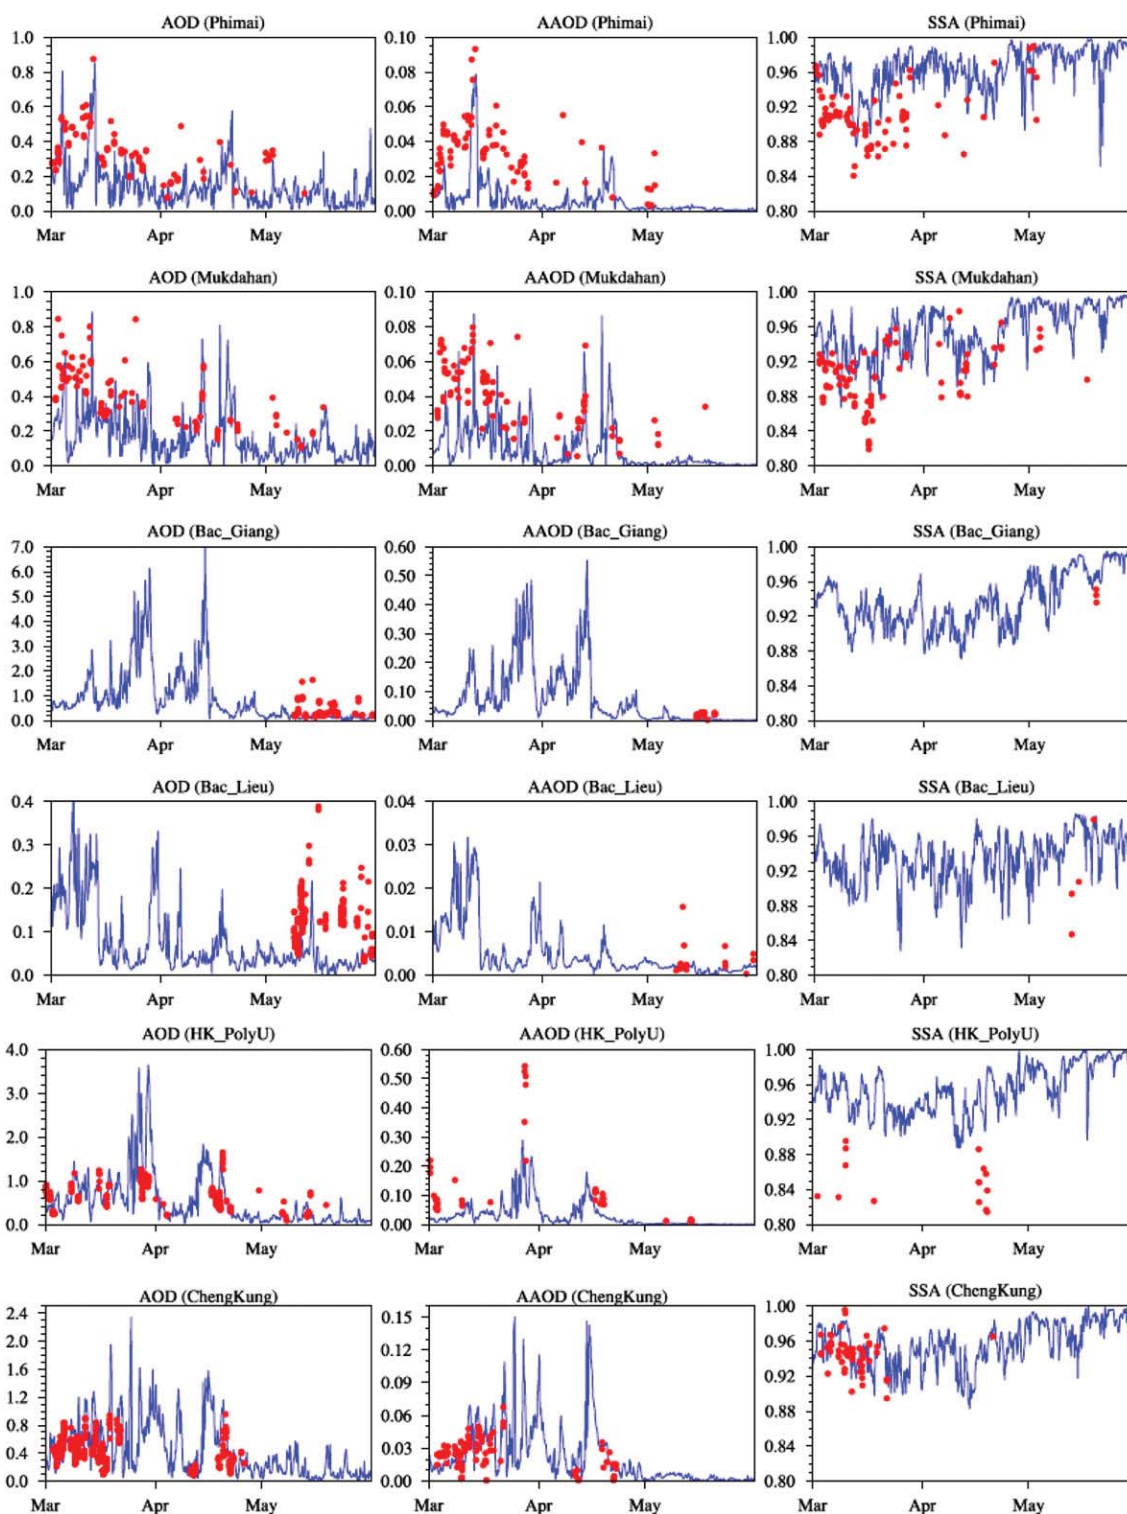 AOD (Phimai) AAOD (Phimai) SSA (Phimai)
1.0 0.10 1.00
0.8 0.08 0.96
0.6 0.06 0.92
0.4 0.04 0.88
0.2 0.02 0.84
0.0 0.00 0.80
Mar Apr May Mar Apr May Mar Apr May
AOD (Mukdahan) AAOD (Mukdahan) SSA (Mukdahan)
1.0 0.10 1.00
0.8 0.08 0.96
0.6 0.06 0.92
0.4 0.04 0.88
0.2 0.02 0.84
0.0 0.00 0.80
Mar Apr May Mar Apr May Mar Apr May
AOD (Bac_Giang) AAOD (Bac_Giang) SSA (Bac_Giang)
7.0 0.60 1.00
6.0 0.50 0.96
5.0 0.40 0.92
4.0 0.30 0.88
3.0 0.20 0.84
2.0 0.10 0.80
1.0 0.00
0.0
Mar Apr May Mar Apr May Mar Apr May
AOD (Bac_Lieu) AAOD (Bac_Lieu) SSA (Bac_Lieu)
0.4 0.04 1.00
0.3 0.03 0.96
0.2 0.02 0.92
0.1 0.01 0.88
0.0 0.00 0.84
0.80
Mar Apr May Mar Apr May Mar Apr May
AOD (HK_PolyU) AAOD (HK_PolyU) SSA (HK_PolyU)
4.0 0.60 1.00
3.0 0.50 0.96
2.0 0.40 0.92
1.0 0.30 0.88
0.0 0.20 0.84
0.10 0.80
0.00
Mar Apr May Mar Apr May Mar Apr May
AOD (ChengKung) AAOD (ChengKung) SSA (ChengKung)
2.4 0.15 1.00
2.0 0.12 0.96
1.6 0.09 0.92
1.2 0.06 0.88
0.8 0.03 0.84
0.4 0.00 0.80
0.0
Mar Apr May Mar Apr May Mar Apr May